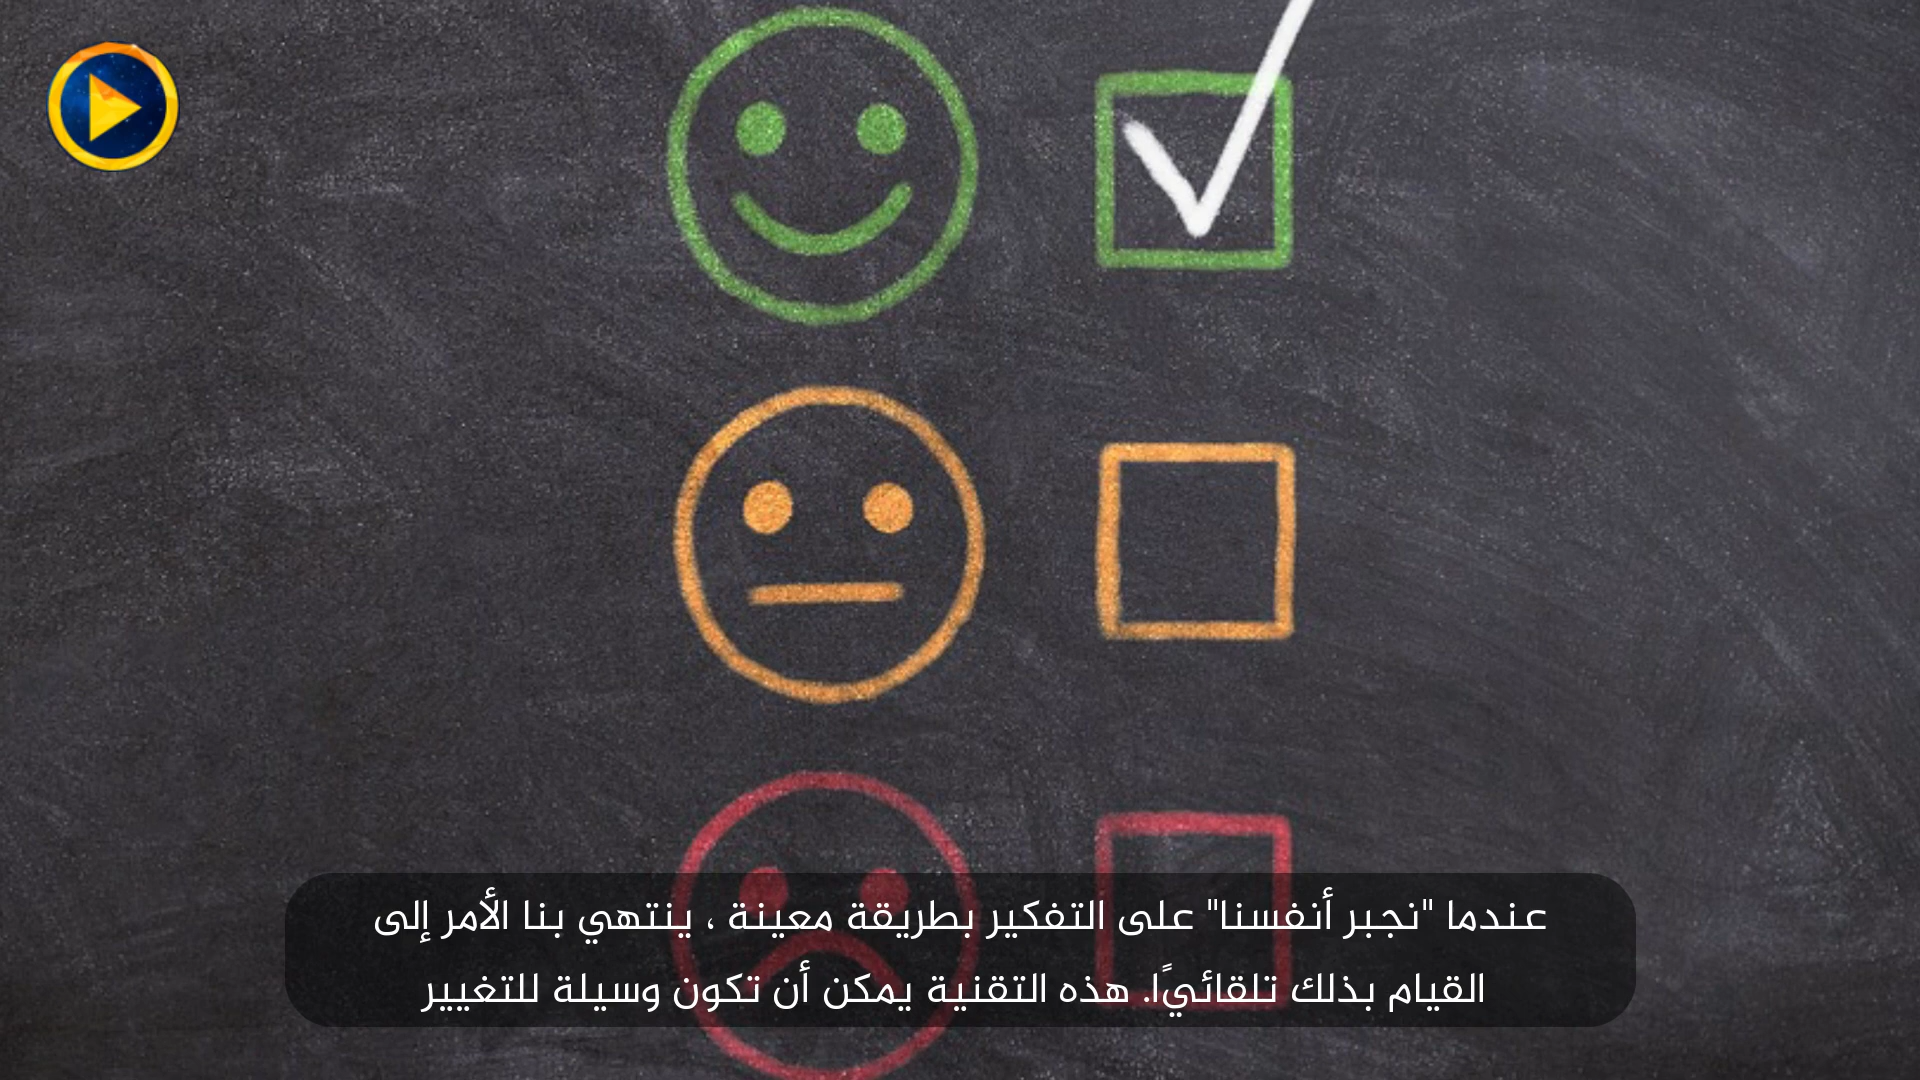 عندما "نجبر أنفسنا" على التفكير بطريقة معينة ، ينتهي بنا الأمر إلى
القيام بذلك تلقائيًا. هذه التقنية يمكن أن تكون وسيلة للتغيير